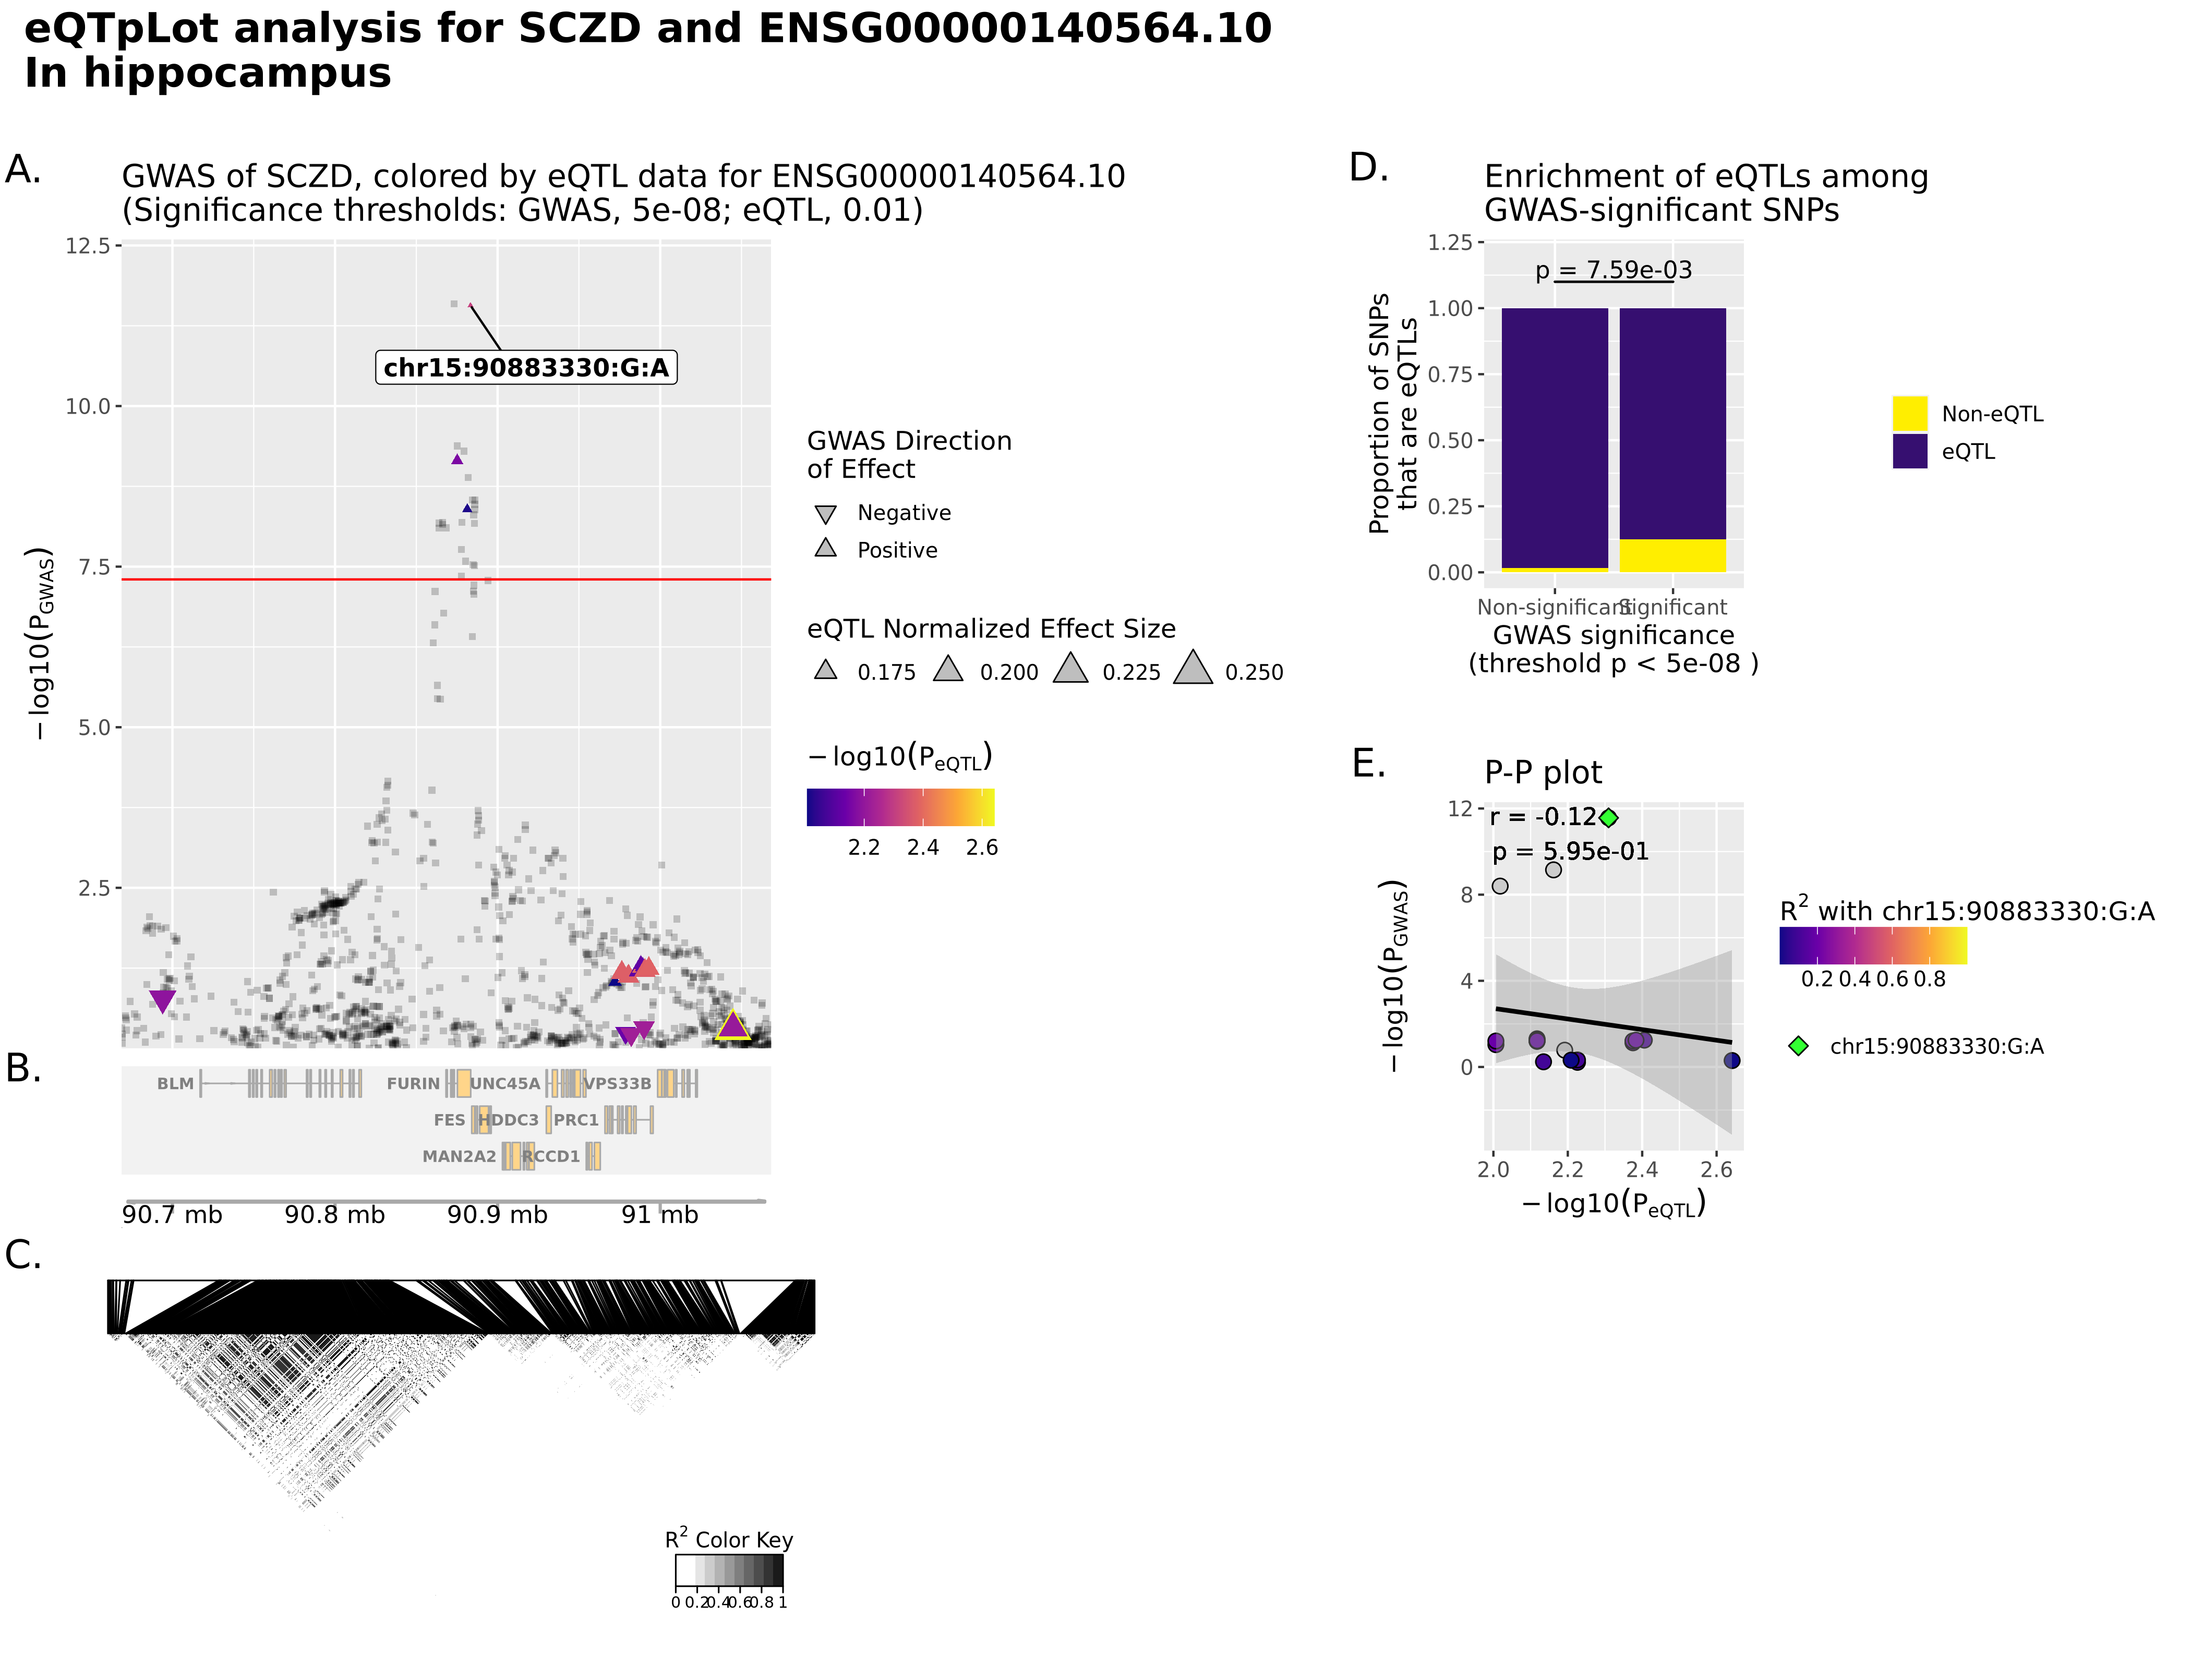 eQTpLot analysis for SCZD and ENSG00000140564.10
In hippocampus
A.
GWAS of SCZD, colored by eQTL data for ENSG00000140564.10
(Significance thresholds: GWAS, 5e-08; eQTL, 0.01)
12.5
10.0
7.5
5.0
2.5
−log10(PGWAS)
chr15:90883330:G:A
GWAS Direction
of Effect
Negative
Positive
eQTL Normalized Effect Size
0.175 0.200 0.225 0.250
−log10(PeQTL)
2.2 2.4 2.6
B.
BLM FURIN UNC45A VPS33B
FES HDDC3 PRC1
MAN2A2 RCCD1
90.7 mb 90.8 mb 90.9 mb 91 mb
C.
R² Color Key
0 0.2 0.4 0.6 0.8 1
D.
Enrichment of eQTLs among
GWAS-significant SNPs
1.25
1.00
0.75
0.50
0.25
0.00
Proportion of SNPs
that are eQTLs
p = 7.59e-03
Non-significant Significant
GWAS significance
(threshold p < 5e-08 )
Non-eQTL
eQTL
E.
P-P plot
12
8
4
0
−log10(PGWAS)
r = -0.12
p = 5.95e-01
2.0 2.2 2.4 2.6
−log10(PeQTL)
R² with chr15:90883330:G:A
0.2 0.4 0.6 0.8
chr15:90883330:G:A